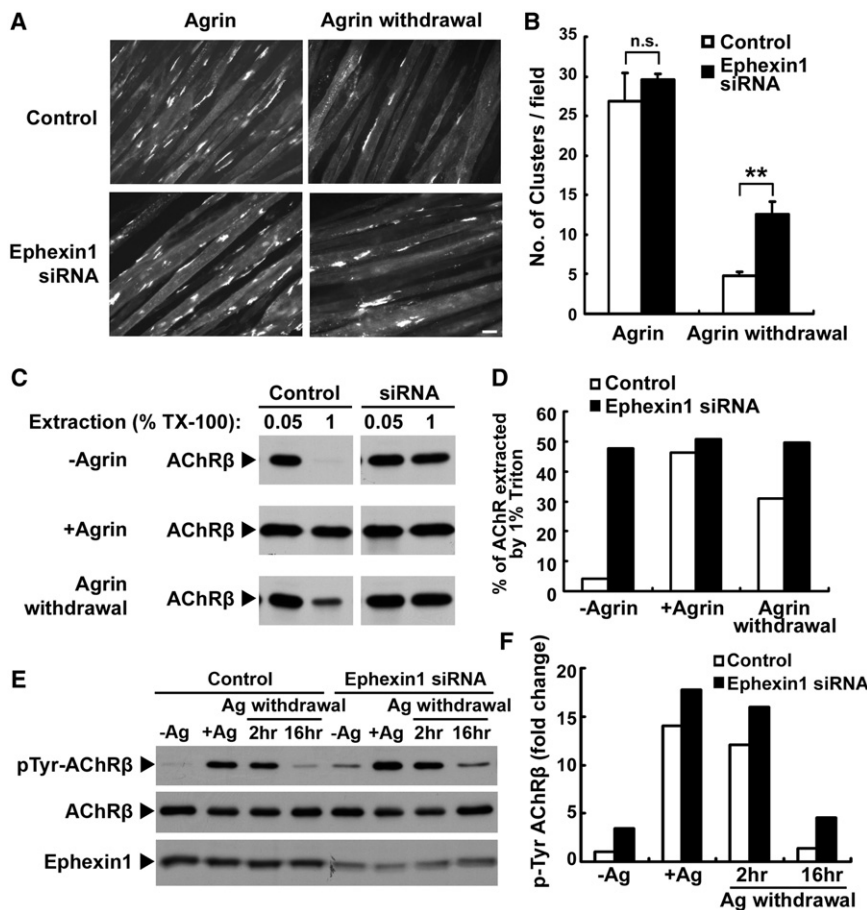 A
Agrin
Agrin withdrawal
Control
Ephexin1
siRNA
B
No. of Clusters / field
35
30
25
20
15
10
5
0
n.s.
**
Control
Ephexin1
siRNA
Agrin
Agrin withdrawal
C
Control
siRNA
Extraction (% TX-100):
0.05
1
0.05
1
-Agrin
AChRβ
+Agrin
AChRβ
Agrin
withdrawal
AChRβ
D
Control
Ephexin1 siRNA
% of AChR extracted
by 1% Triton
60
50
40
30
20
10
0
-Agrin
+Agrin
Agrin
withdrawal
E
Control
Ephexin1 siRNA
Ag withdrawal
Ag withdrawal
-Ag
+Ag
2hr
16hr
-Ag
+Ag
2hr
16hr
pTyr-AChRβ
AChRβ
Ephexin1
F
Control
Ephexin1 siRNA
p-Tyr AChRβ (fold change)
20
15
10
5
0
-Ag
+Ag
2hr
16hr
Ag withdrawal